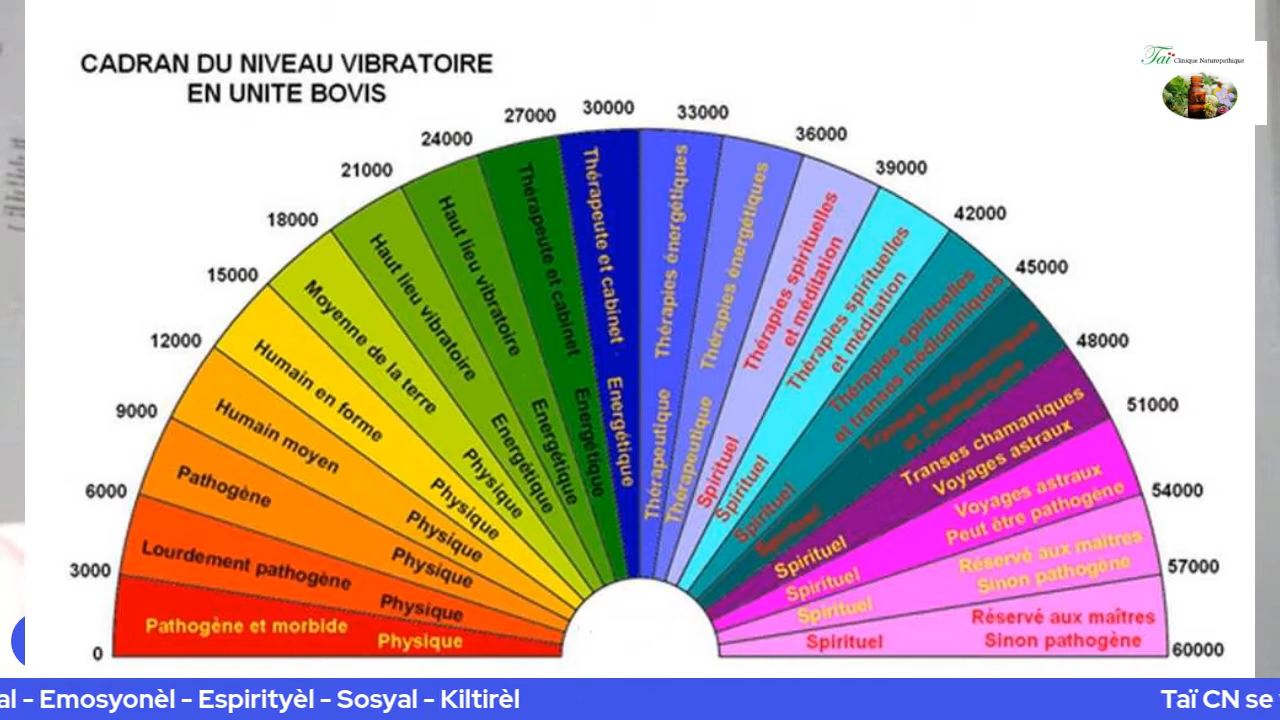 CADRAN DU NIVEAU VIBRATOIRE
EN UNITE BOVIS
Taï Clinique Naturopathique
0
3000
6000
9000
12000
15000
18000
21000
24000
27000
30000
33000
36000
39000
42000
45000
48000
51000
54000
57000
60000
Pathogène et morbide
Physique
Lourdement pathogène
Physique
Pathogène
Physique
Humain moyen
Physique
Humain en forme
Physique
Moyenne de la terre
Physique
Haut lieu vibratoire
Energétique
Haut lieu vibratoire
Energétique
Thérapeute et cabinet
Energétique
Thérapeute et cabinet
Energétique
Thérapies énergétiques
Thérapeutique
Thérapies énergétiques
Thérapeutique
Thérapies spirituelles
et méditation
Spirituel
Thérapies spirituelles
et méditation
Spirituel
Thérapies spirituelles
et transes médiumniques
Spirituel
Transes chamaniques
Voyages astraux
Spirituel
Voyages astraux
Peut être pathogène
Spirituel
Réservé aux maîtres
Sinon pathogène
Spirituel
Réservé aux maîtres
Sinon pathogène
Spirituel
al - Emosyonèl - Espirityèl - Sosyal - Kiltirèl
Taï CN se